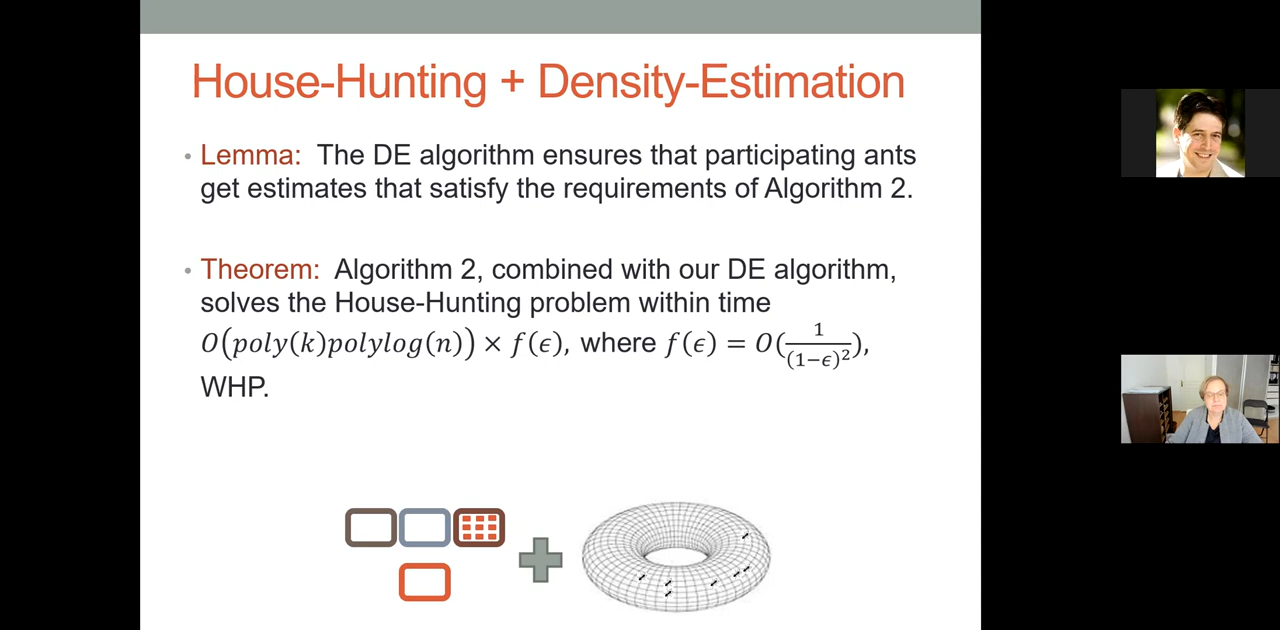 House-Hunting + Density-Estimation
• Lemma: The DE algorithm ensures that participating ants
get estimates that satisfy the requirements of Algorithm 2.
• Theorem: Algorithm 2, combined with our DE algorithm,
solves the House-Hunting problem within time
O(poly(k)polylog(n)) × f(ϵ), where f(ϵ) = O(1/(1−ϵ)²),
WHP.